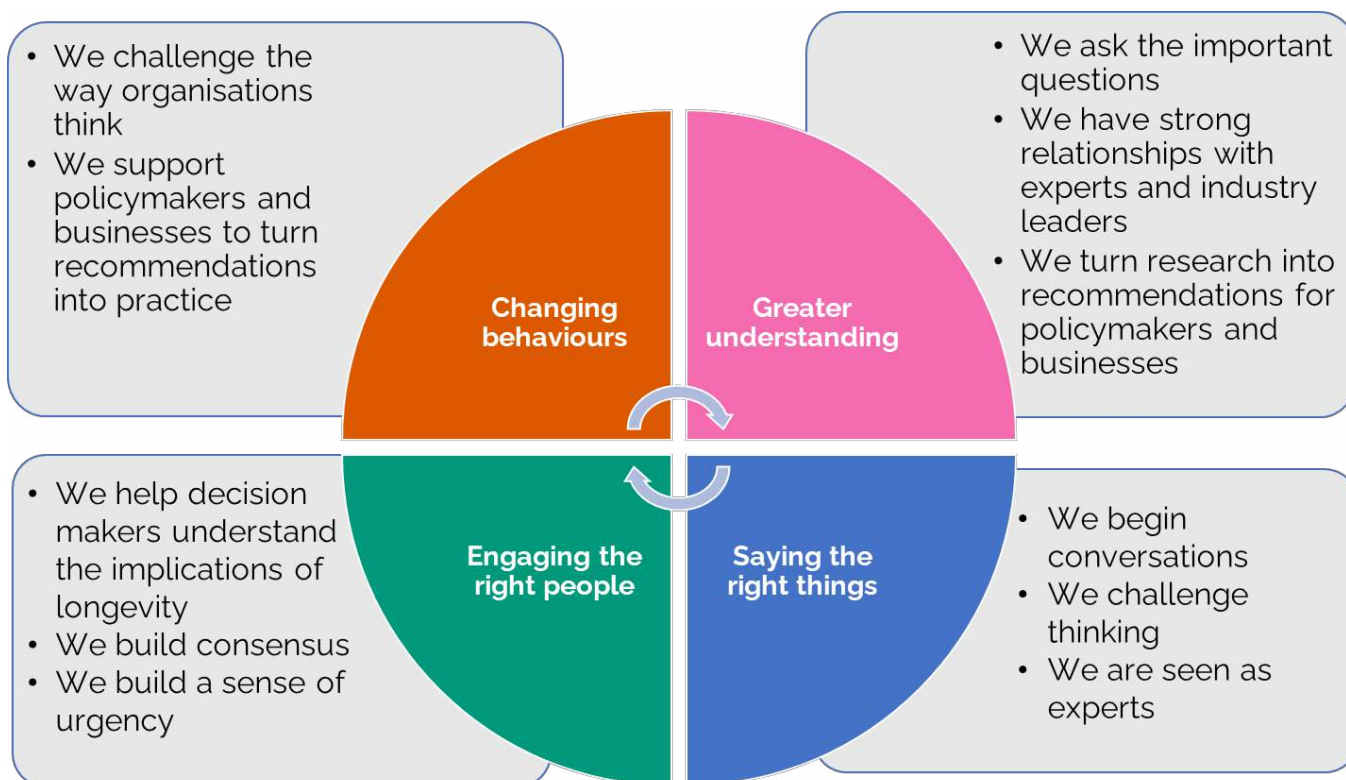 • We challenge the
way organisations
think
• We support
policymakers and
businesses to turn
recommendations
into practice
• We ask the important
questions
• We have strong
relationships with
experts and industry
leaders
• We turn research into
recommendations for
policymakers and
businesses
Changing
behaviours
Greater
understanding
Engaging the
right people
Saying the
right things
• We help decision
makers understand
the implications of
longevity
• We build consensus
• We build a sense of
urgency
• We begin
conversations
• We challenge
thinking
• We are seen as
experts